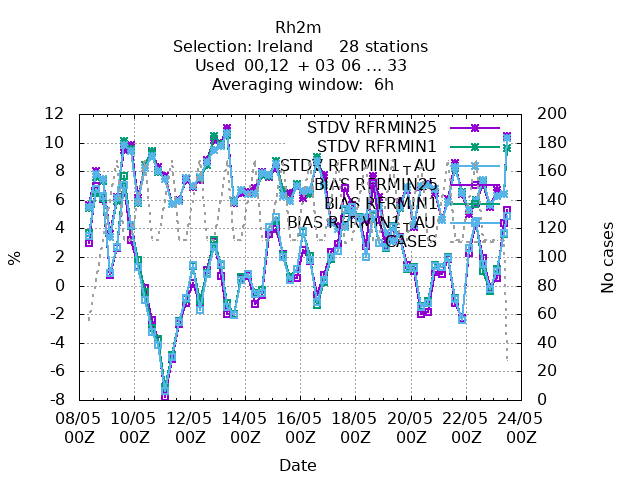 Rh2m
Selection: Ireland 28 stations
Used 00,12 + 03 06 ... 33
Averaging window: 6h
12
10
8
6
4
2
0
-2
-4
-6
-8
%
200
180
160
140
120
100
80
60
40
20
0
No cases
STDV RFRMIN25
STDV RFRMIN1
STDV RFRMIN1_AU
BIAS RFRMIN25
BIAS RFRMIN1
BIAS RFRMIN1_AU
CASES
08/05 10/05 12/05 14/05 16/05 18/05 20/05 22/05 24/05
00Z 00Z 00Z 00Z 00Z 00Z 00Z 00Z 00Z
Date